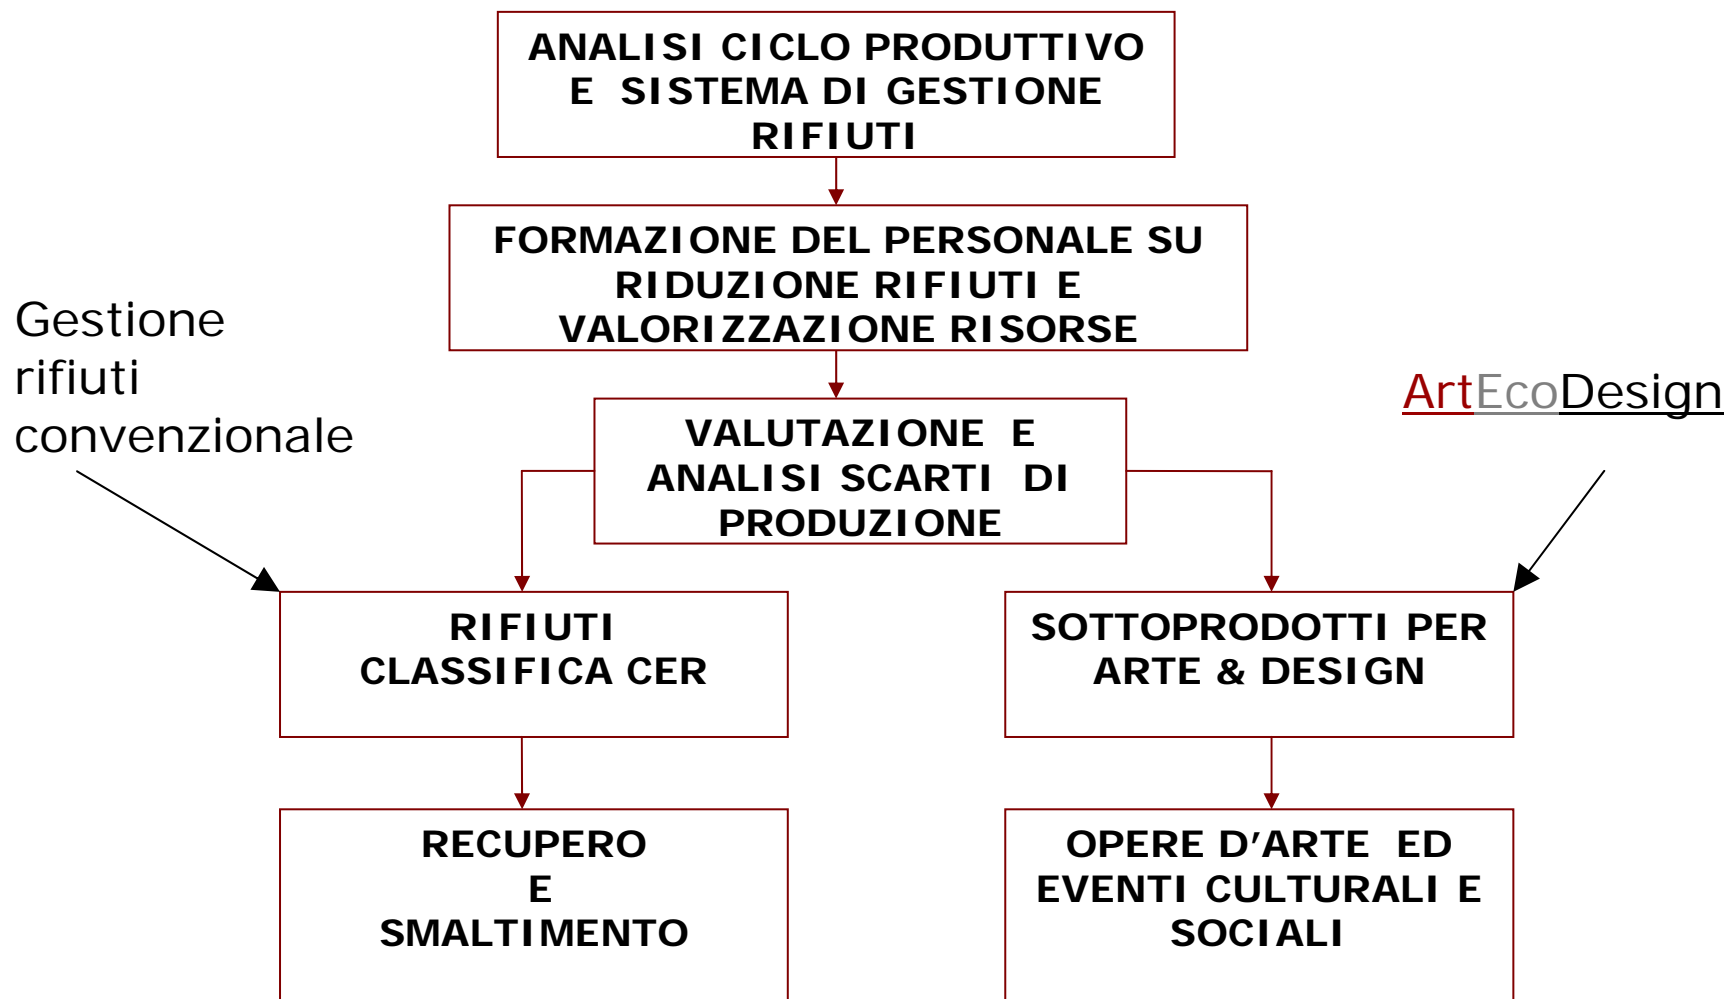 ANALISI CICLO PRODUTTIVO
E SISTEMA DI GESTIONE
RIFIUTI
FORMAZIONE DEL PERSONALE SU
RIDUZIONE RIFIUTI E
VALORIZZAZIONE RISORSE
Gestione
rifiuti
convenzionale
ArtEcoDesign
VALUTAZIONE E
ANALISI SCARTI DI
PRODUZIONE
RIFIUTI
CLASSIFICA CER
SOTTOPRODOTTI PER
ARTE & DESIGN
RECUPERO
E
SMALTIMENTO
OPERE D’ARTE ED
EVENTI CULTURALI E
SOCIALI